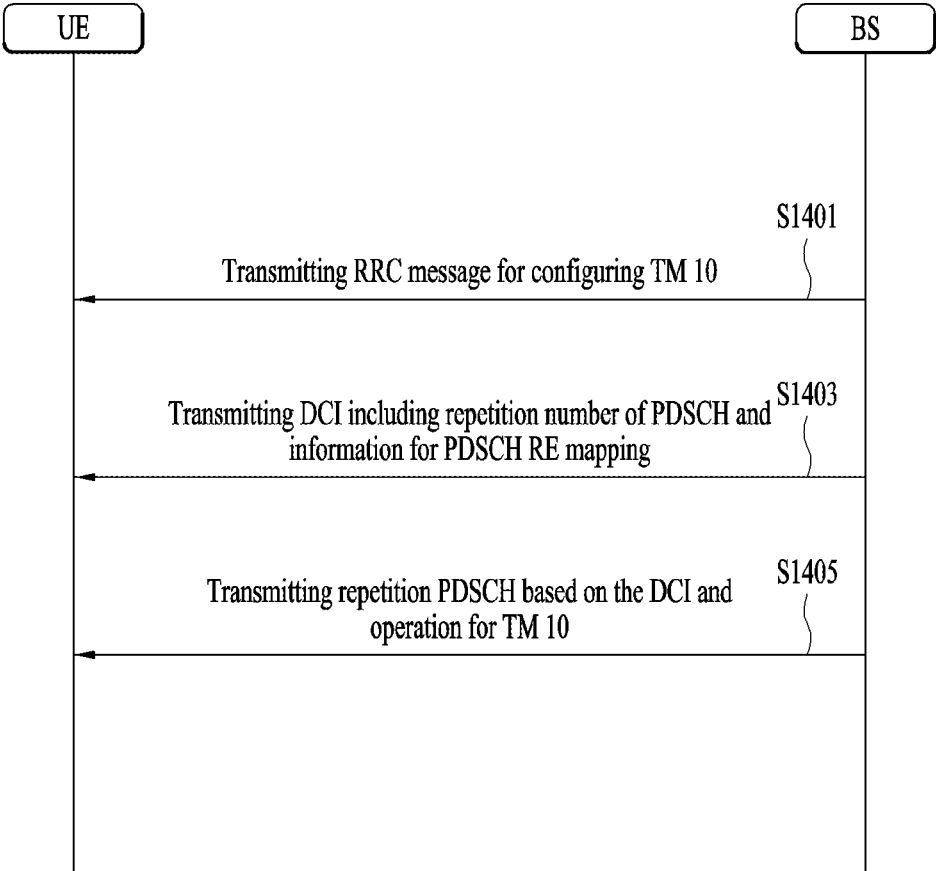 UE
BS
S1401
Transmitting RRC message for configuring TM 10
S1403
Transmitting DCI including repetition number of PDSCH and
information for PDSCH RE mapping
S1405
Transmitting repetition PDSCH based on the DCI and
operation for TM 10